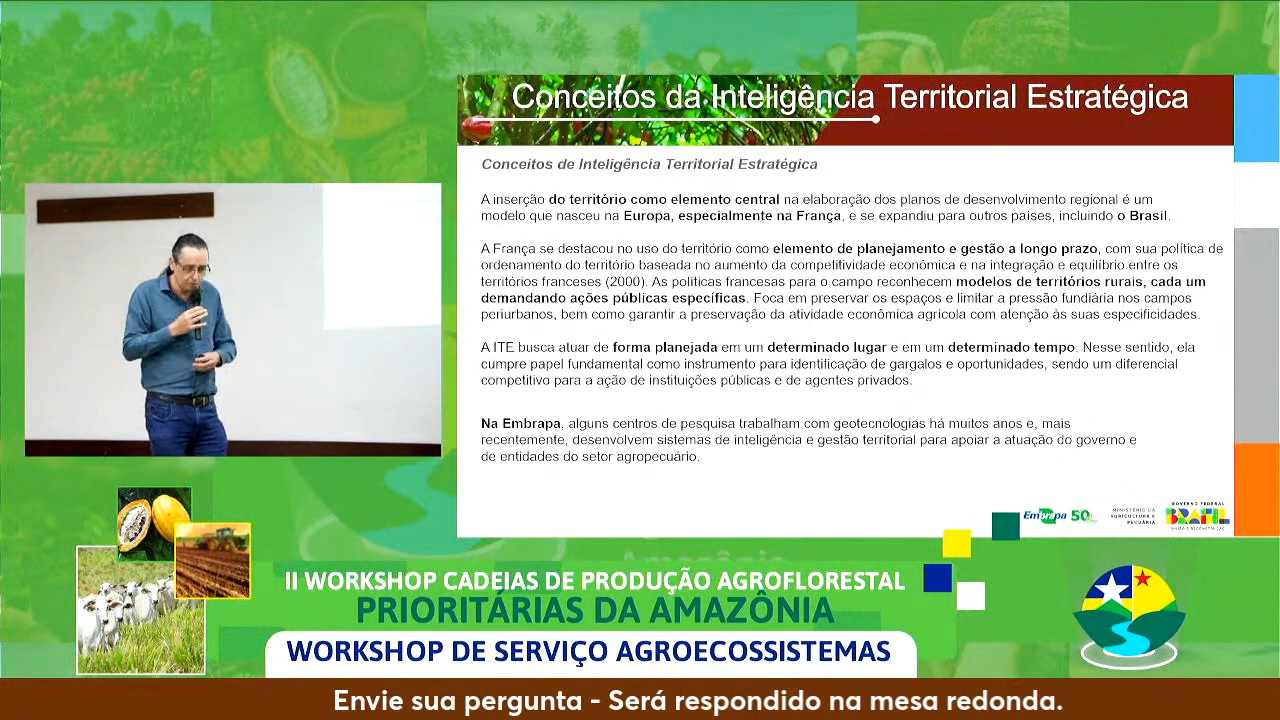 Conceitos da Inteligência Territorial Estratégica
Conceitos de Inteligência Territorial Estratégica
A inserção do território como elemento central na elaboração dos planos de desenvolvimento regional é um
modelo que nasceu na Europa, especialmente na França, e se expandiu para outros países, incluindo o Brasil.
A França se destacou no uso do território como elemento de planejamento e gestão a longo prazo, com sua política de
ordenamento do território baseada no aumento da competitividade econômica e na integração e equilíbrio entre os
territórios franceses (2000). As políticas francesas para o campo reconhecem modelos de territórios rurais, cada um
demandando ações públicas específicas. Foca em preservar os espaços e limitar a pressão fundiária nos campos
periurbanos, bem como garantir a preservação da atividade econômica agrícola com atenção às suas especificidades.
A ITE busca atuar de forma planejada em um determinado lugar e em um determinado tempo. Nesse sentido, ela
cumpre papel fundamental como instrumento para identificação de gargalos e oportunidades, sendo um diferencial
competitivo para a ação de instituições públicas e de agentes privados.
Na Embrapa, alguns centros de pesquisa trabalham com geotecnologias há muitos anos e, mais
recentemente, desenvolvem sistemas de inteligência e gestão territorial para apoiar a atuação do governo e
de entidades do setor agropecuário.
Embrapa 50
MINISTÉRIO DA
AGRICULTURA E
PECUÁRIA
GOVERNO FEDERAL
BRASIL
UNIÃO E RECONSTRUÇÃO
Amazônia
II WORKSHOP CADEIAS DE PRODUÇÃO AGROFLORESTAL
PRIORITÁRIAS DA AMAZÔNIA
WORKSHOP DE SERVIÇO AGROECOSSISTEMAS
Envie sua pergunta - Será respondido na mesa redonda.